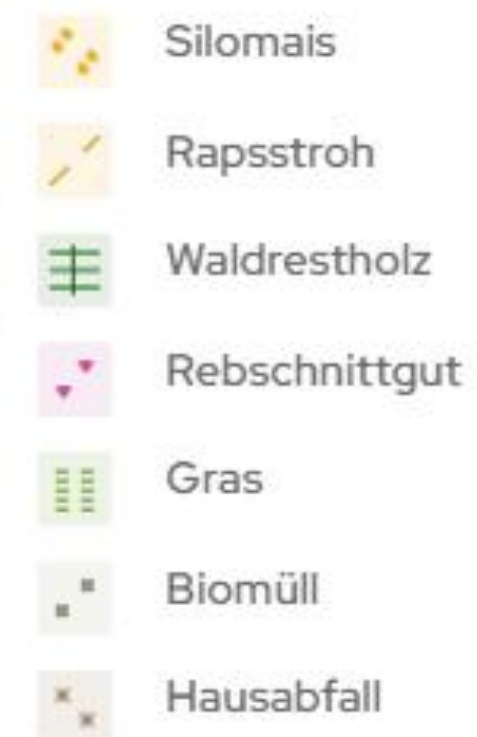 Silomais
Rapsstroh
Waldrestholz
Rebschnittgut
Gras
Biomüll
Hausabfall